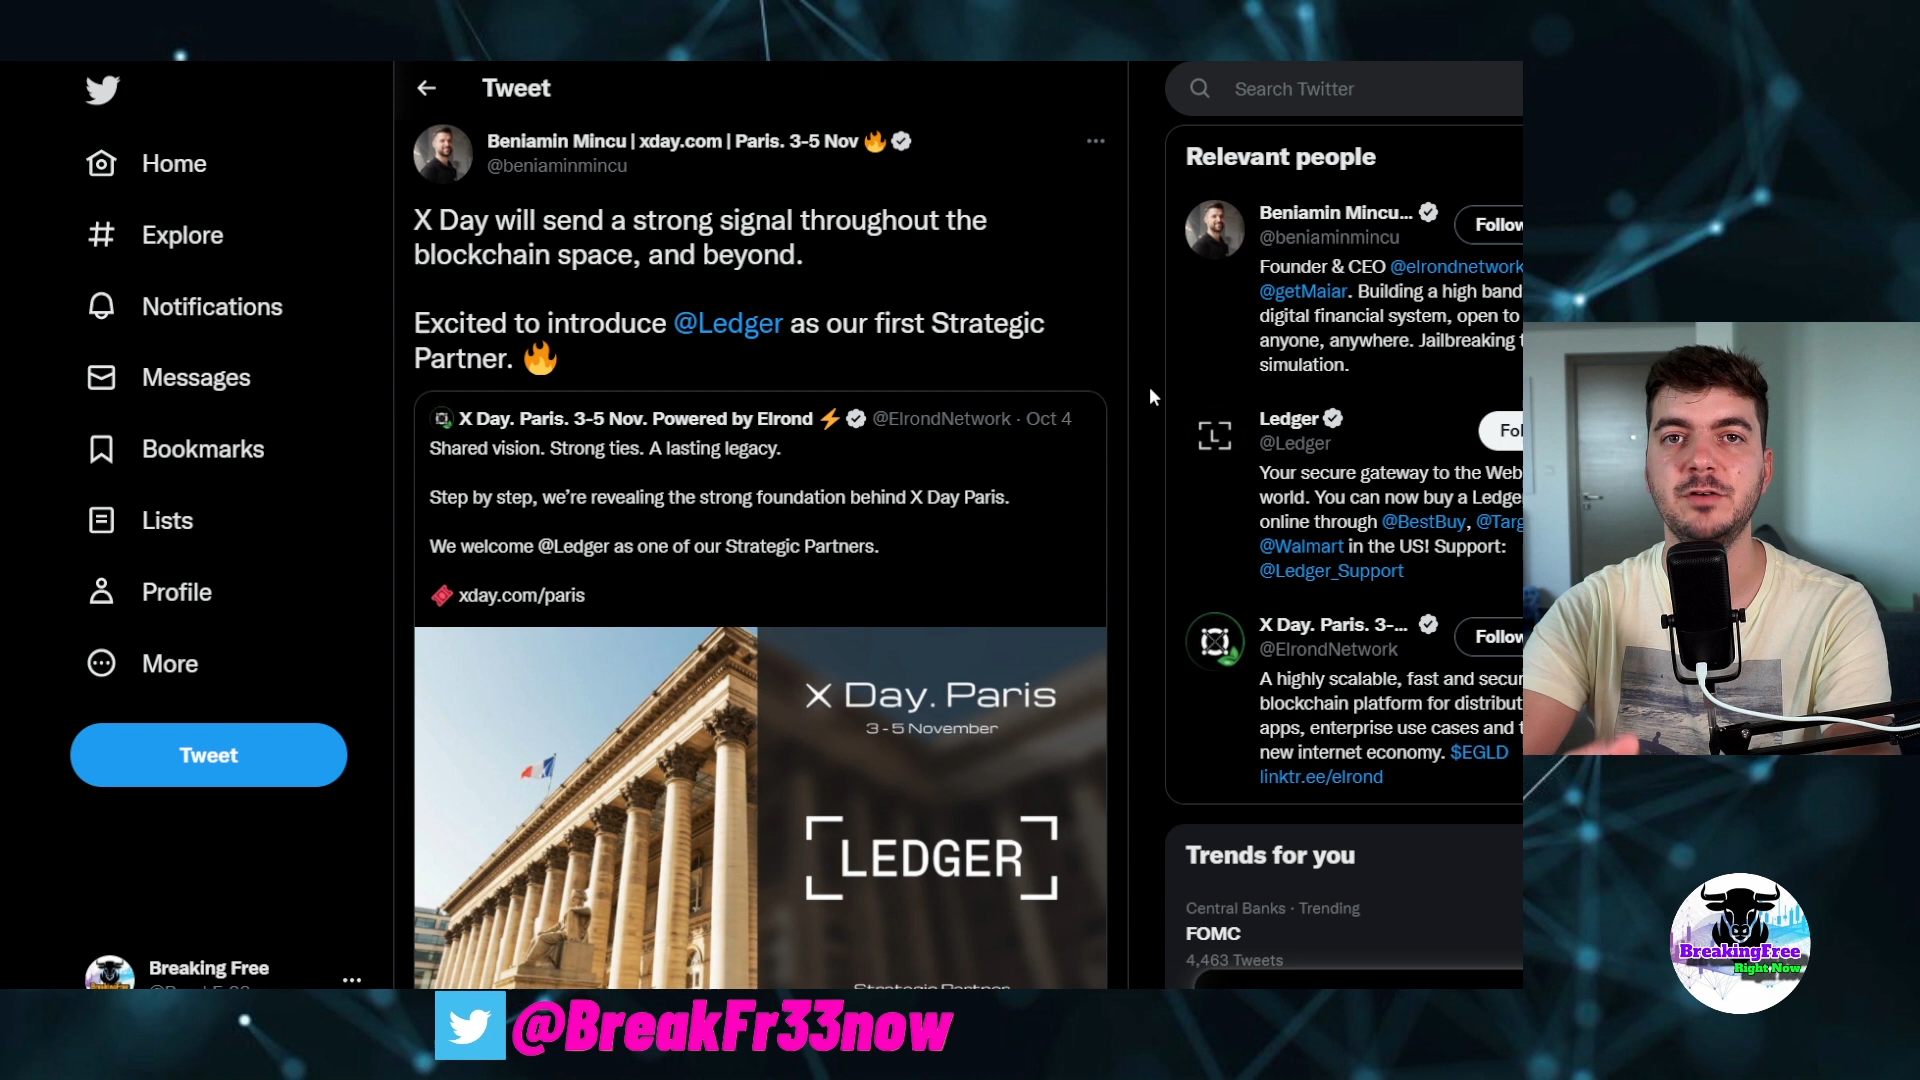 Tweet
Search Twitter
Home
Explore
Notifications
Messages
Bookmarks
Lists
Profile
More
Tweet
Breaking Free
Beniamin Mincu | xday.com | Paris. 3-5 Nov 🔥
@beniaminmincu
X Day will send a strong signal throughout the
blockchain space, and beyond.
Excited to introduce @Ledger as our first Strategic
Partner. 🔥
X Day. Paris. 3-5 Nov. Powered by Elrond ⚡ @ElrondNetwork · Oct 4
Shared vision. Strong ties. A lasting legacy.
Step by step, we're revealing the strong foundation behind X Day Paris.
We welcome @Ledger as one of our Strategic Partners.
xday.com/paris
X Day. Paris
3-5 November
LEDGER
Strategic Partner
Relevant people
Beniamin Mincu...
Follow
@beniaminmincu
Founder & CEO @elrondnetwork
@getMaiar. Building a high band
digital financial system, open to
anyone, anywhere. Jailbreaking t
simulation.
Ledger
Fol
@Ledger
Your secure gateway to the Web
world. You can now buy a Ledge
online through @BestBuy, @Targ
@Walmart in the US! Support:
@Ledger_Support
X Day. Paris. 3-...
Follow
@ElrondNetwork
A highly scalable, fast and secur
blockchain platform for distribut
apps, enterprise use cases and t
new internet economy. $EGLD
linktr.ee/elrond
Trends for you
Central Banks · Trending
FOMC
4,463 Tweets
BreakingFree
Right Now
@BreakFr33now